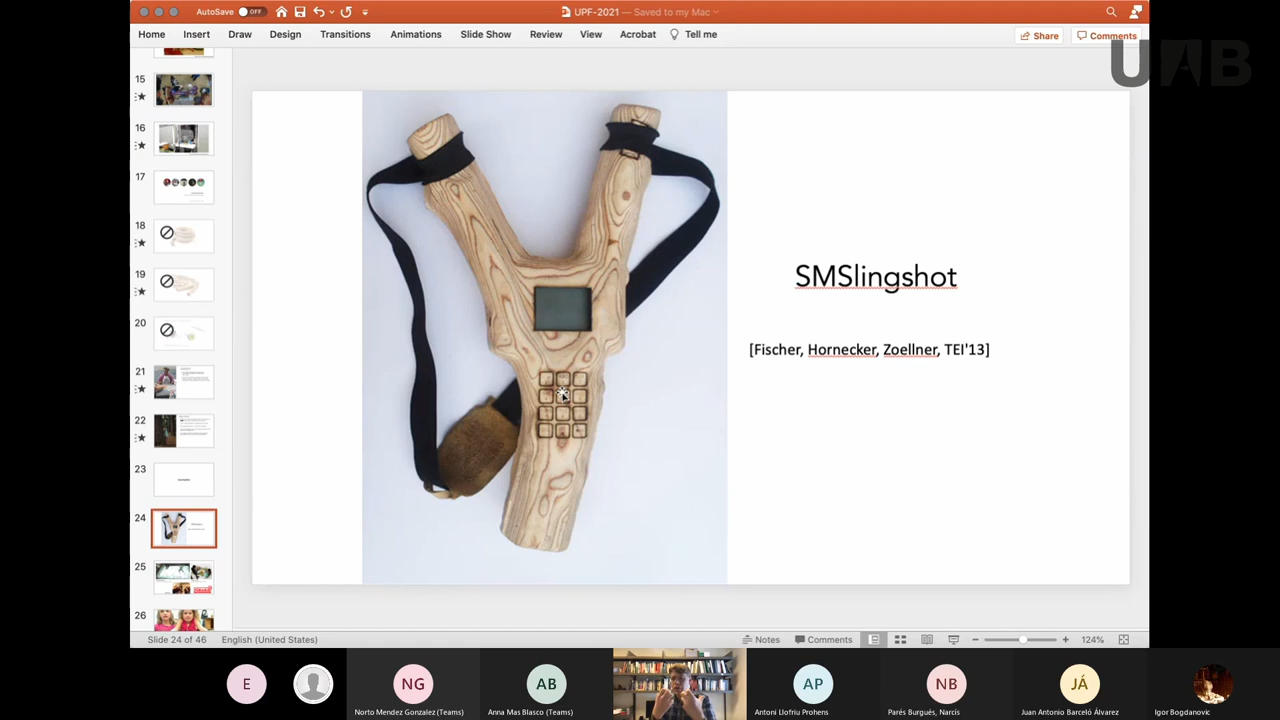 AutoSave OFF
UPF-2021 — Saved to my Mac
Home Insert Draw Design Transitions Animations Slide Show Review View Acrobat Tell me Share Comments
UAB
15
16
17
18
19
20
21
22
23
24
25
26
SMSlingshot
[Fischer, Hornecker, Zoellner, TEI'13]
Slide 24 of 46 English (United States) Notes Comments 124%
E NG AB AP NB JÁ
Norto Mendez Gonzalez (Teams) Anna Mas Blasco (Teams) Antoni Llofriu Prohens Parés Burguès, Narcís Juan Antonio Barceló Álvarez Igor Bogdanovic